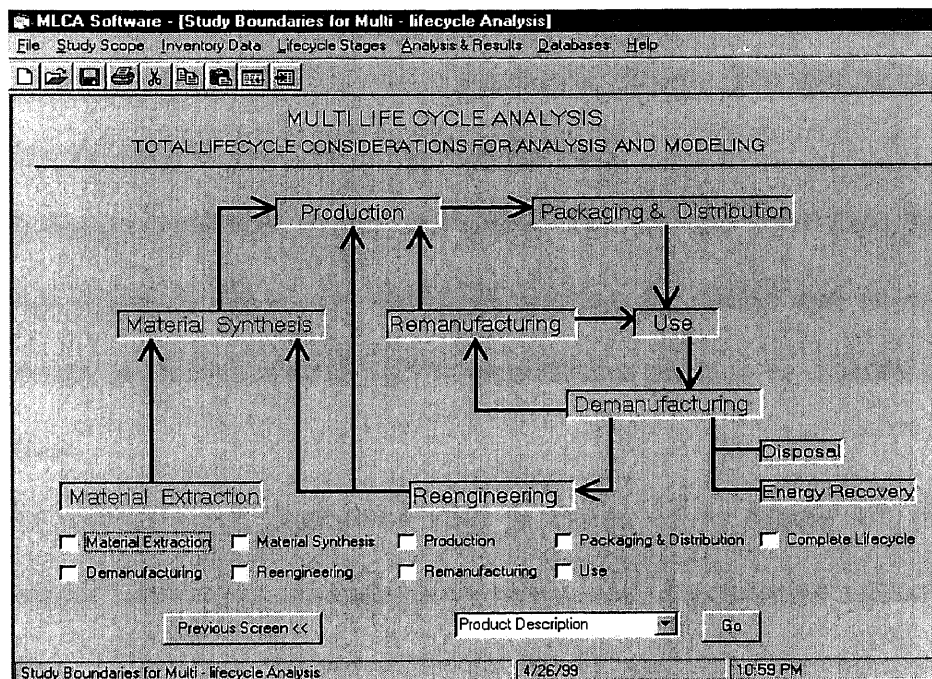 MLCA Software - [Study Boundaries for Multi - lifecycle Analysis]
File Study Scope Inventory Data Lifecycle Stages Analysis & Results Databases Help
MULTI LIFE CYCLE ANALYSIS
TOTAL LIFECYCLE CONSIDERATIONS FOR ANALYSIS AND MODELING
Production Packaging & Distribution
Material Synthesis Remanufacturing Use
Demanufacturing
Disposal
Material Extraction Reengineering Energy Recovery
Material Extraction Material Synthesis Production Packaging & Distribution Complete Lifecycle
Demanufacturing Reengineering Remanufacturing Use
Previous Screen << Product Description Go
Study Boundaries for Multi - lifecycle Analysis 4/26/99 10:59 PM